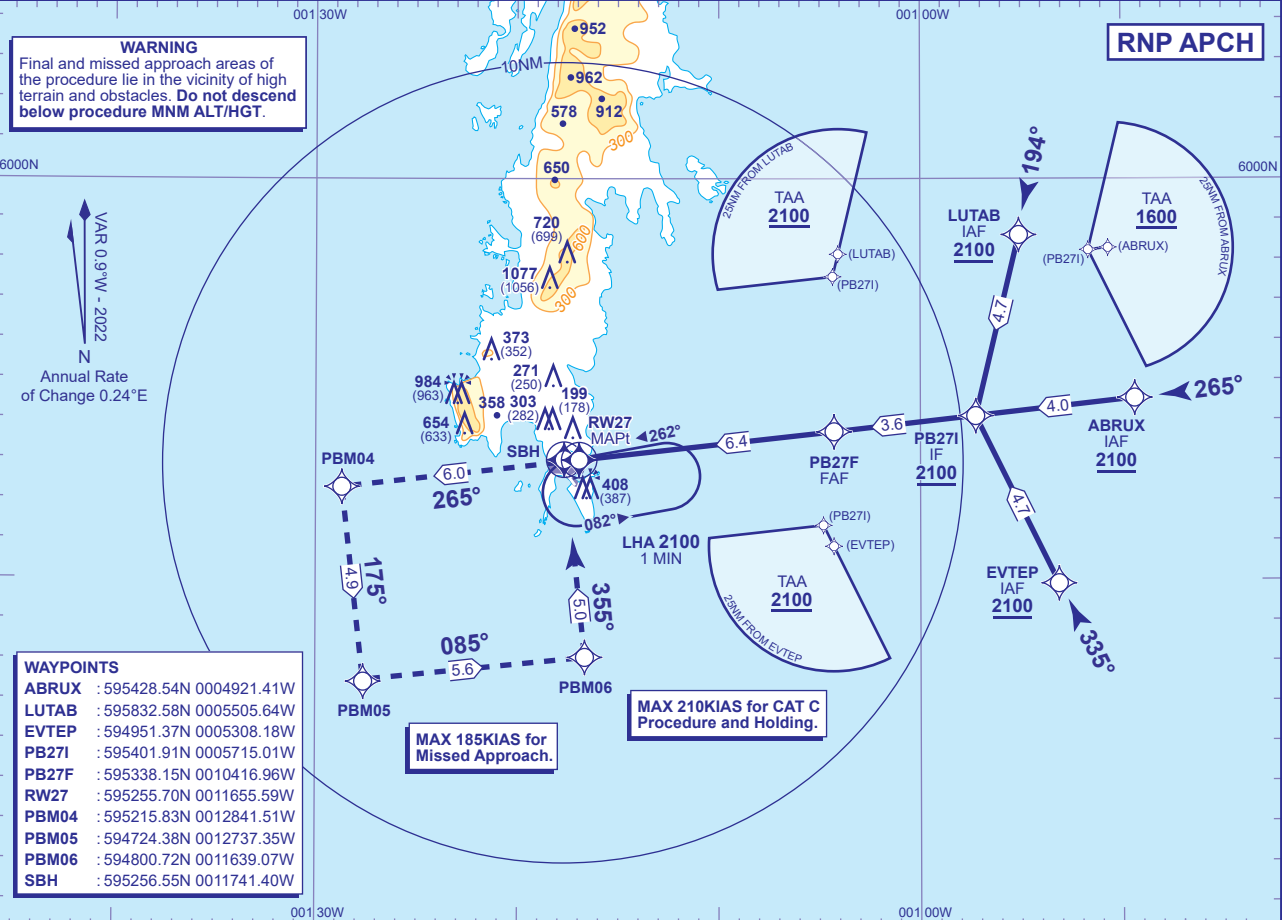 001:30W
001:00W
RNP APCH
WARNING
Final and missed approach areas of
the procedure lie in the vicinity of high
terrain and obstacles. Do not descend
below procedure MNM ALT/HGT.
10NM
952
962
578
912
300
650
6000N
6000N
VAR 0.9°W - 2022
N
Annual Rate
of Change 0.24°E
720
(699)
600
1077
(1056)
300
373
(352)
271
(250)
984
(963)
358
303
(282)
199
(178)
654
(633)
RW27
MAPt
SBH
408
(387)
262°
082°
LHA 2100
1 MIN
25NM FROM LUTAB
TAA
2100
(LUTAB)
(PB27I)
194°
LUTAB
IAF
2100
4.7
25NM FROM ABRUX
TAA
1600
(PB27I)
(ABRUX)
265°
4.0
ABRUX
IAF
2100
PB27I
IF
2100
3.6
PB27F
FAF
6.4
4.7
EVTEP
IAF
2100
335°
(PB27I)
(EVTEP)
TAA
2100
25NM FROM EVTEP
PBM04
6.0
265°
4.9
175°
PBM05
085°
5.6
PBM06
5.0
355°
MAX 185KIAS for
Missed Approach.
MAX 210KIAS for CAT C
Procedure and Holding.
WAYPOINTS
ABRUX : 595428.54N 0004921.41W
LUTAB : 595832.58N 0005505.64W
EVTEP : 594951.37N 0005308.18W
PB27I : 595401.91N 0005715.01W
PB27F : 595338.15N 0010416.96W
RW27 : 595255.70N 0011655.59W
PBM04 : 595215.83N 0012841.51W
PBM05 : 594724.38N 0012737.35W
PBM06 : 594800.72N 0011639.07W
SBH : 595256.55N 0011741.40W
001:30W
001:00W